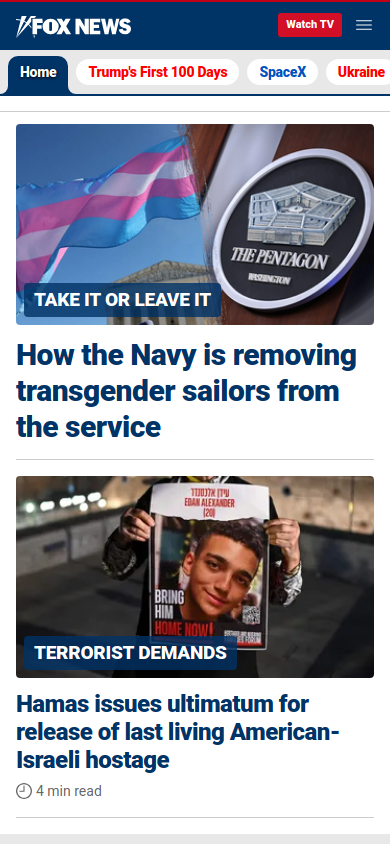 FOX NEWS
Watch TV
Home
Trump's First 100 Days
SpaceX
Ukraine
THE PENTAGON
WASHINGTON
TAKE IT OR LEAVE IT
How the Navy is removing
transgender sailors from
the service
עידן אלכסנדר
EDAN ALEXANDER
(20)
BRING
HIM
HOME NOW!
TERRORIST DEMANDS
Hamas issues ultimatum for
release of last living American-
Israeli hostage
4 min read